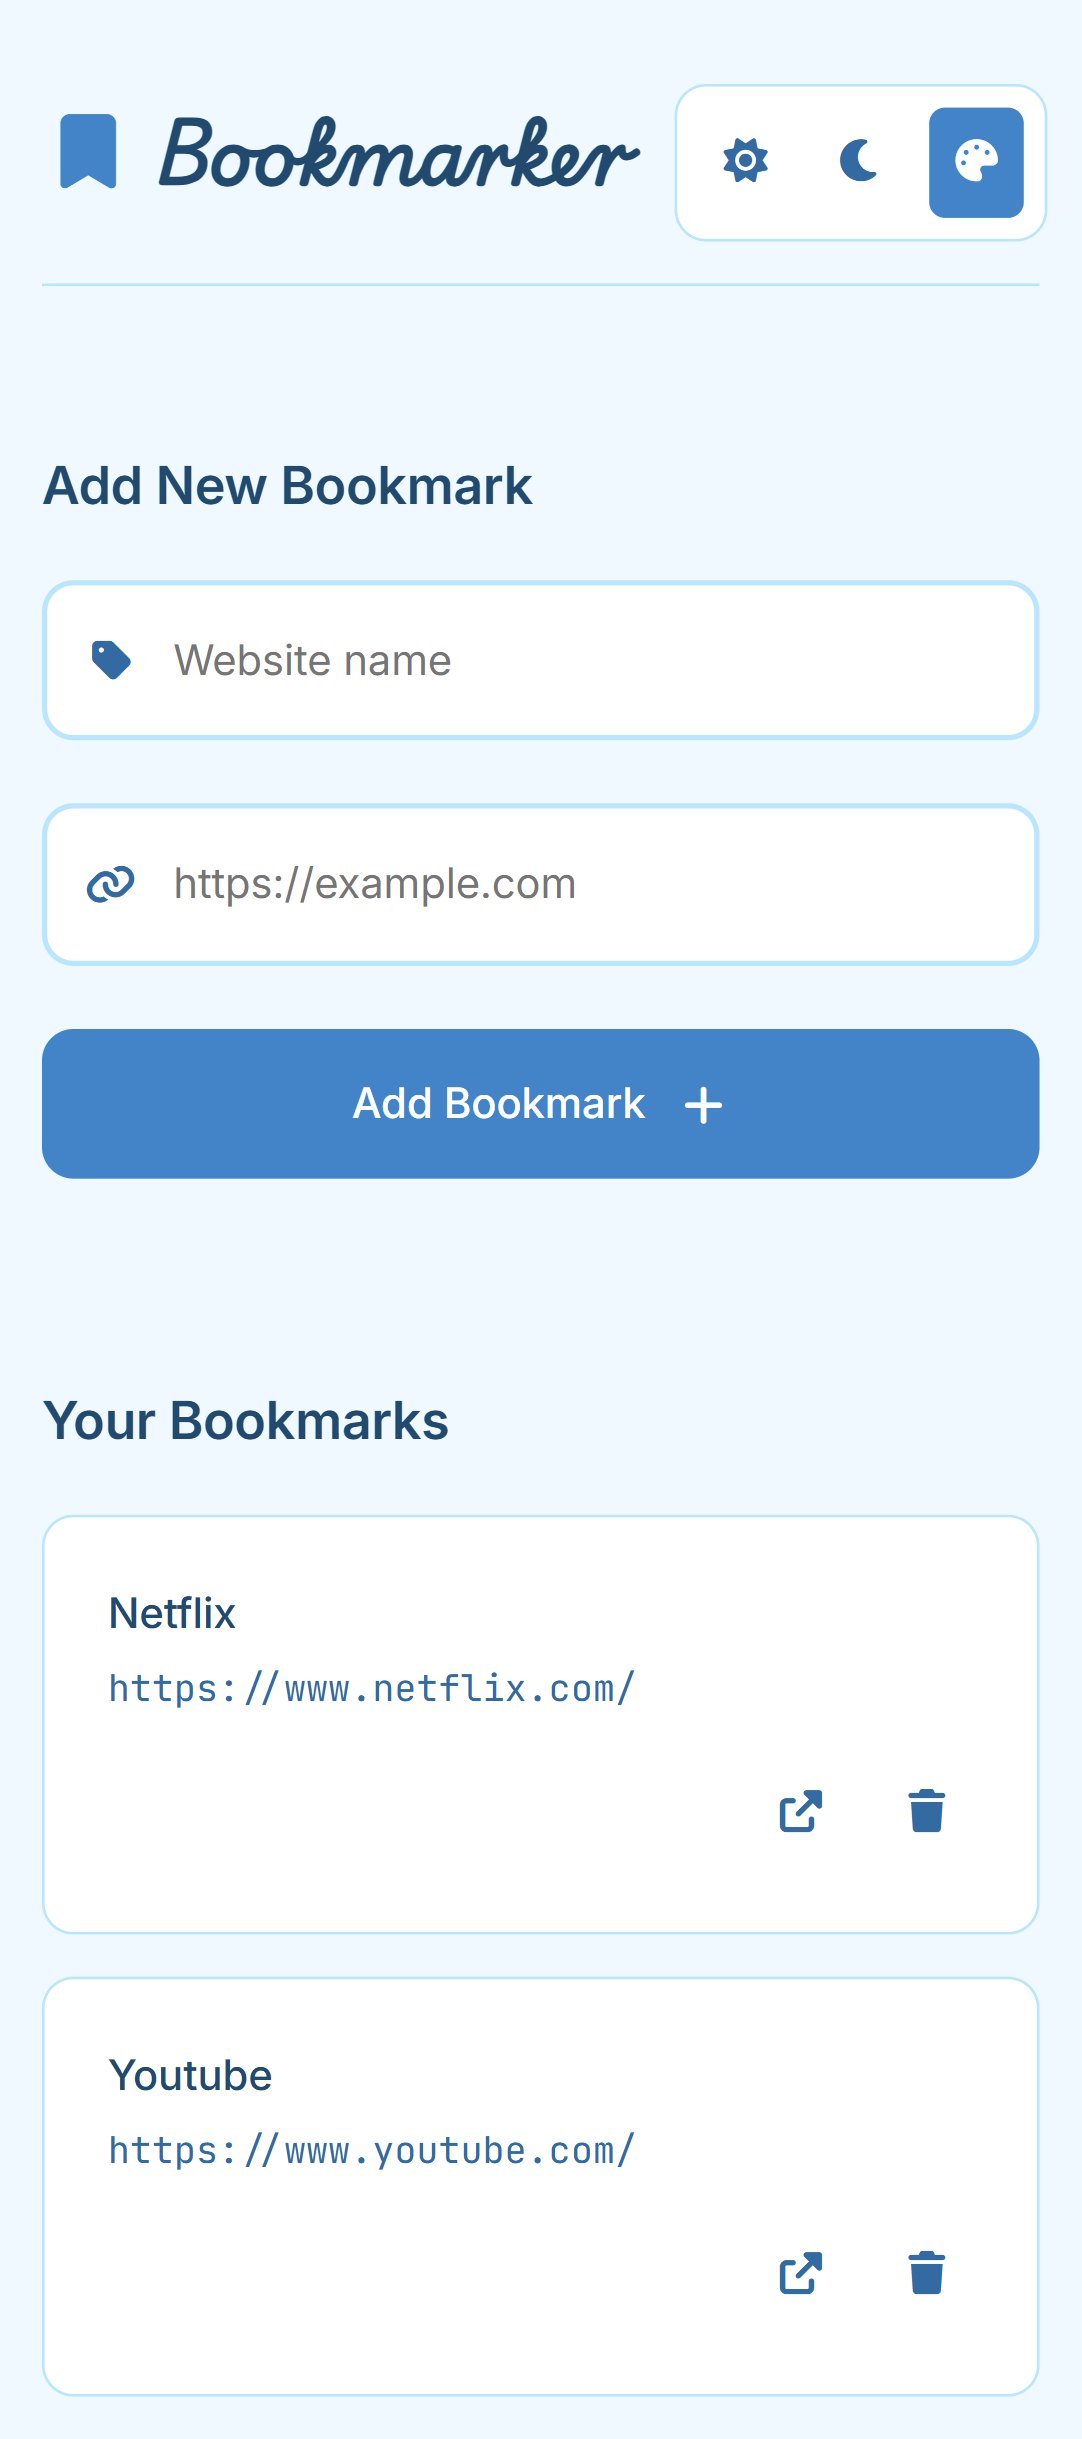 Bookmarker
Add New Bookmark
Website name
https://example.com
Add Bookmark
Your Bookmarks
Netflix
https://www.netflix.com/
Youtube
https://www.youtube.com/